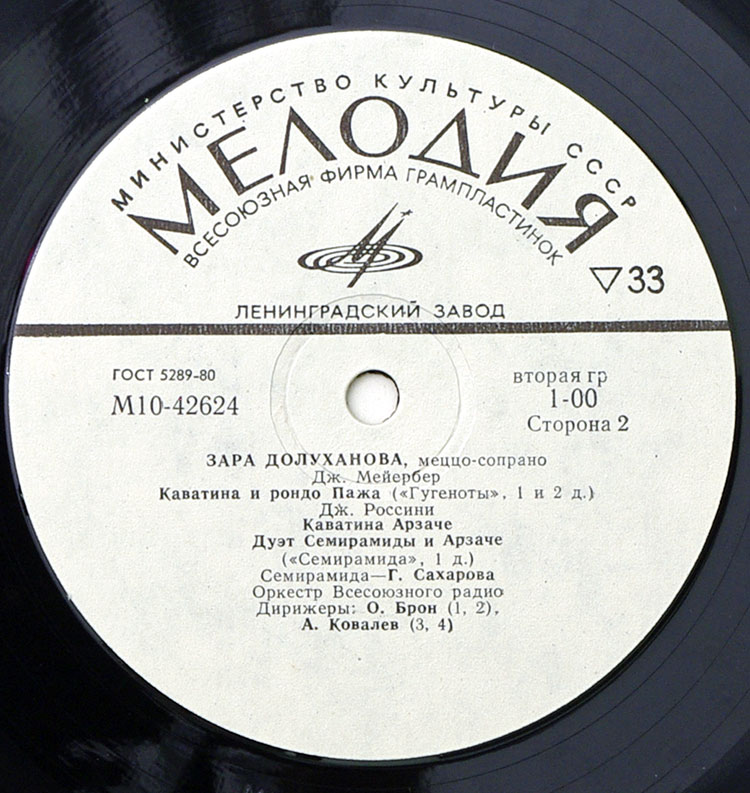 МИНИСТЕРСТВО КУЛЬТУРЫ СССР
МЕЛОДИЯ
ВСЕСОЮЗНАЯ ФИРМА ГРАМПЛАСТИНОК
33
ЛЕНИНГРАДСКИЙ ЗАВОД
ГОСТ 5289-80
М10-42624
вторая гр
1-00
Сторона 2
ЗАРА ДОЛУХАНОВА, меццо-сопрано
Дж. Мейербер
Каватина и рондо Пажа («Гугеноты», 1 и 2 д.)
Дж. Россини
Каватина Арзаче
Дуэт Семирамиды и Арзаче
(«Семирамида», 1 д.)
Семирамида—Г. Сахарова
Оркестр Всесоюзного радио
Дирижеры: О. Брон (1, 2),
А. Ковалев (3, 4)